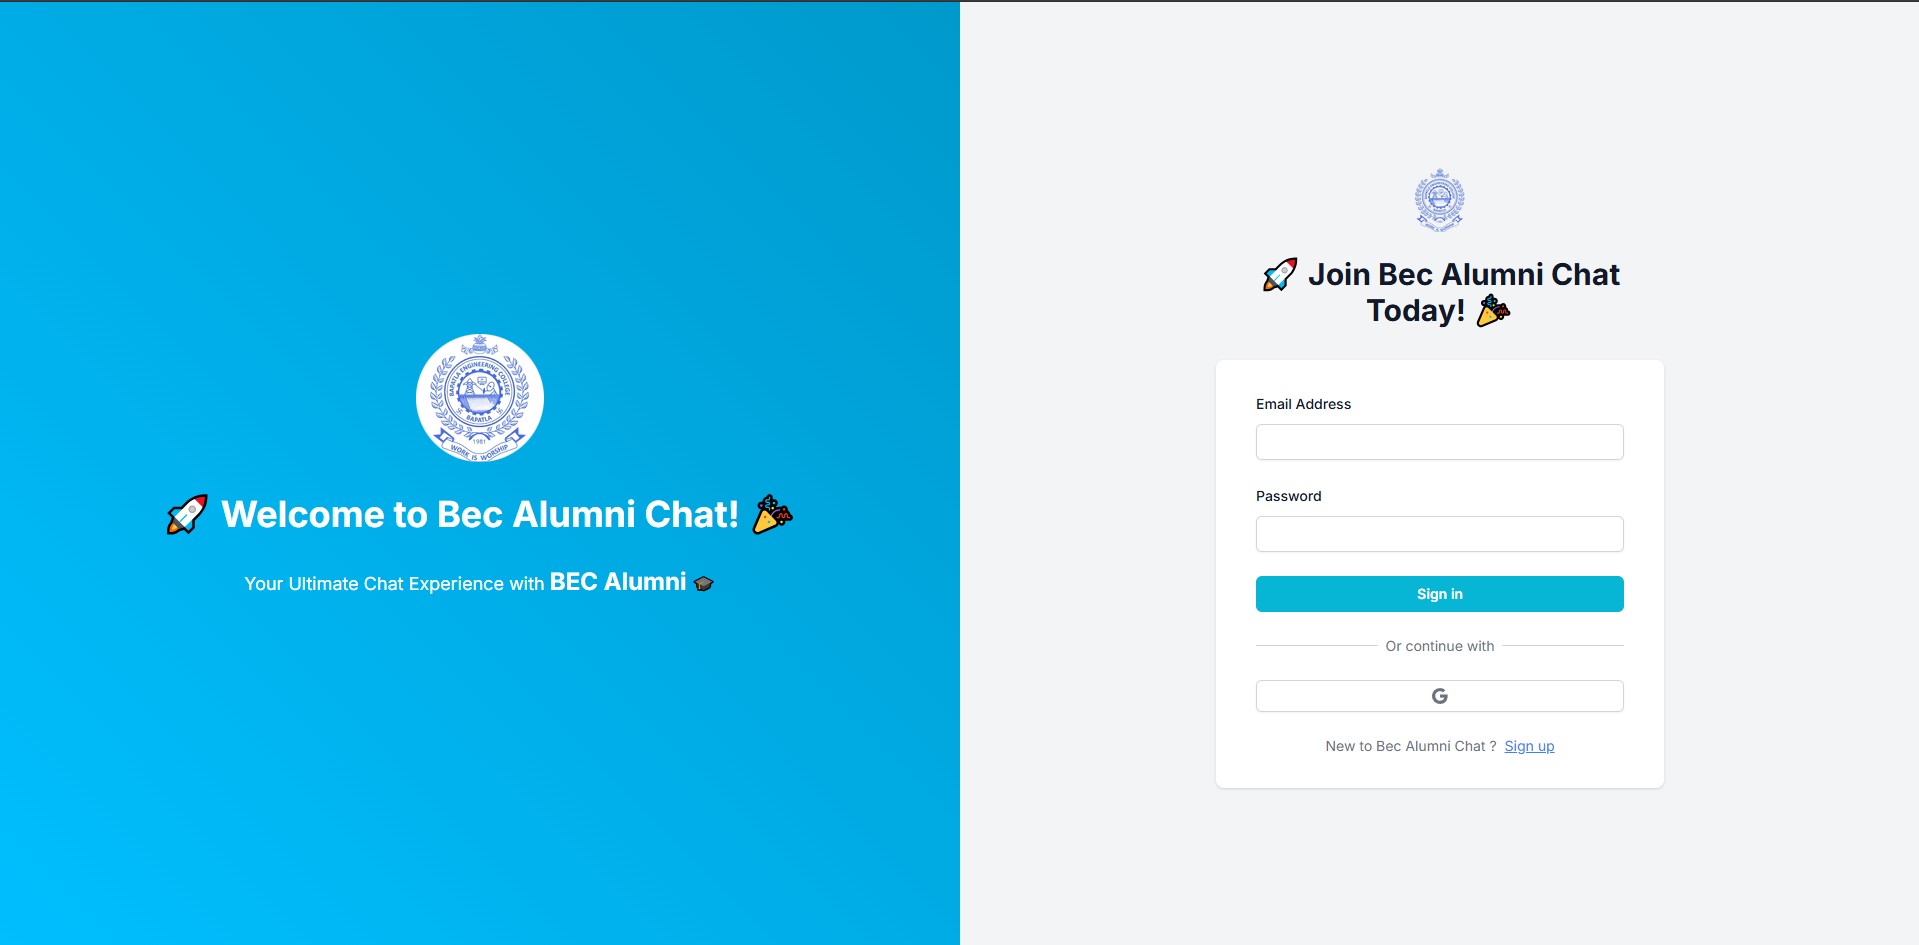 BAPATLA ENGINEERING COLLEGE
BAPATLA
1981
WORK IS WORSHIP
🚀 Welcome to Bec Alumni Chat! 🎉
Your Ultimate Chat Experience with BEC Alumni 🎓
🚀 Join Bec Alumni Chat
Today! 🎉
Email Address
Password
Sign in
Or continue with
G
New to Bec Alumni Chat ? Sign up